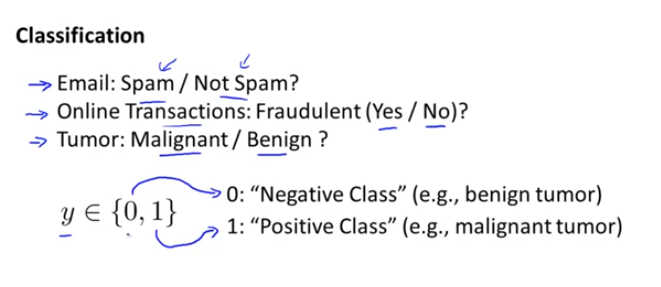 Classification
→ Email: Spam / Not Spam?
→ Online Transactions: Fraudulent (Yes / No)?
→ Tumor: Malignant / Benign ?
y ∈ {0, 1}
0: “Negative Class” (e.g., benign tumor)
1: “Positive Class” (e.g., malignant tumor)